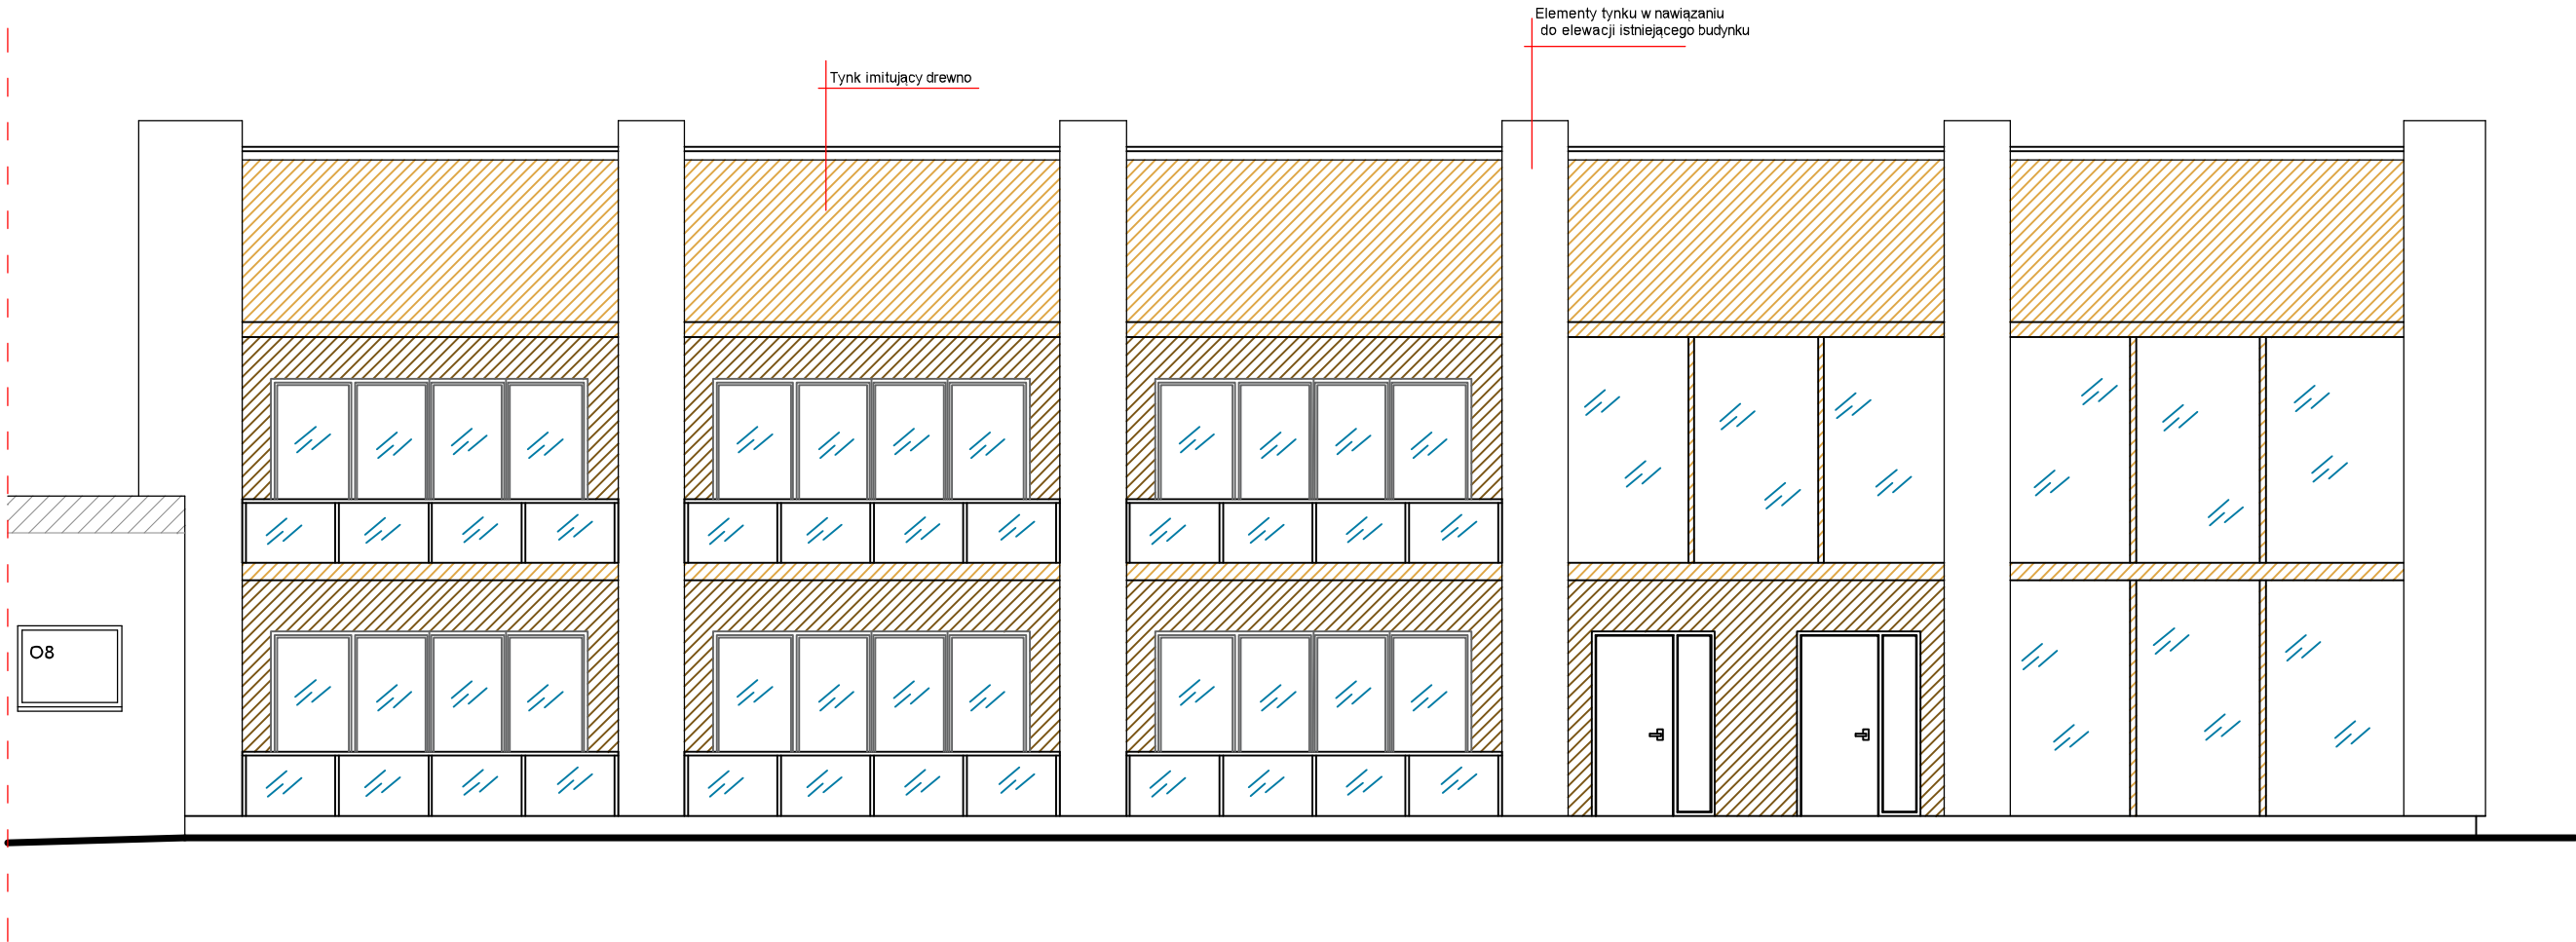 Elementy tynku w nawiązaniu
do elewacji istniejącego budynku
Tynk imitujący drewno
O8